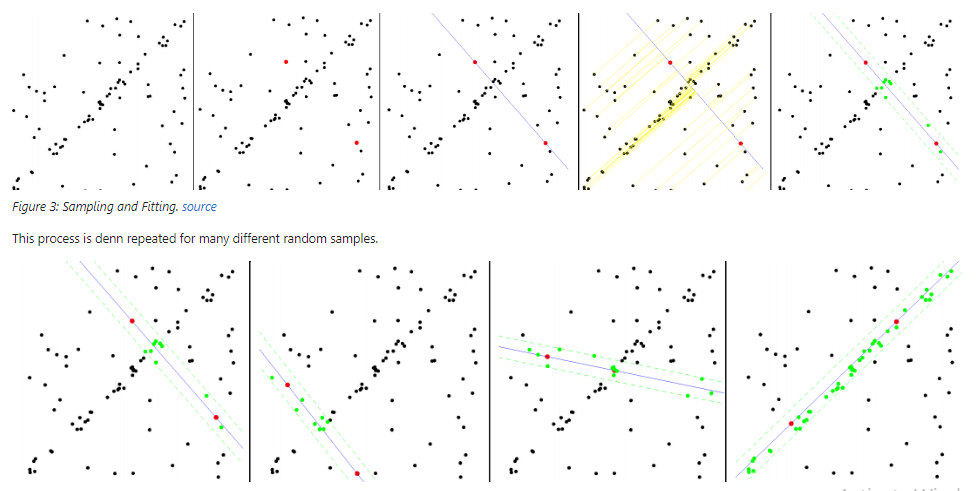 Figure 3: Sampling and Fitting. source
This process is denn repeated for many different random samples.